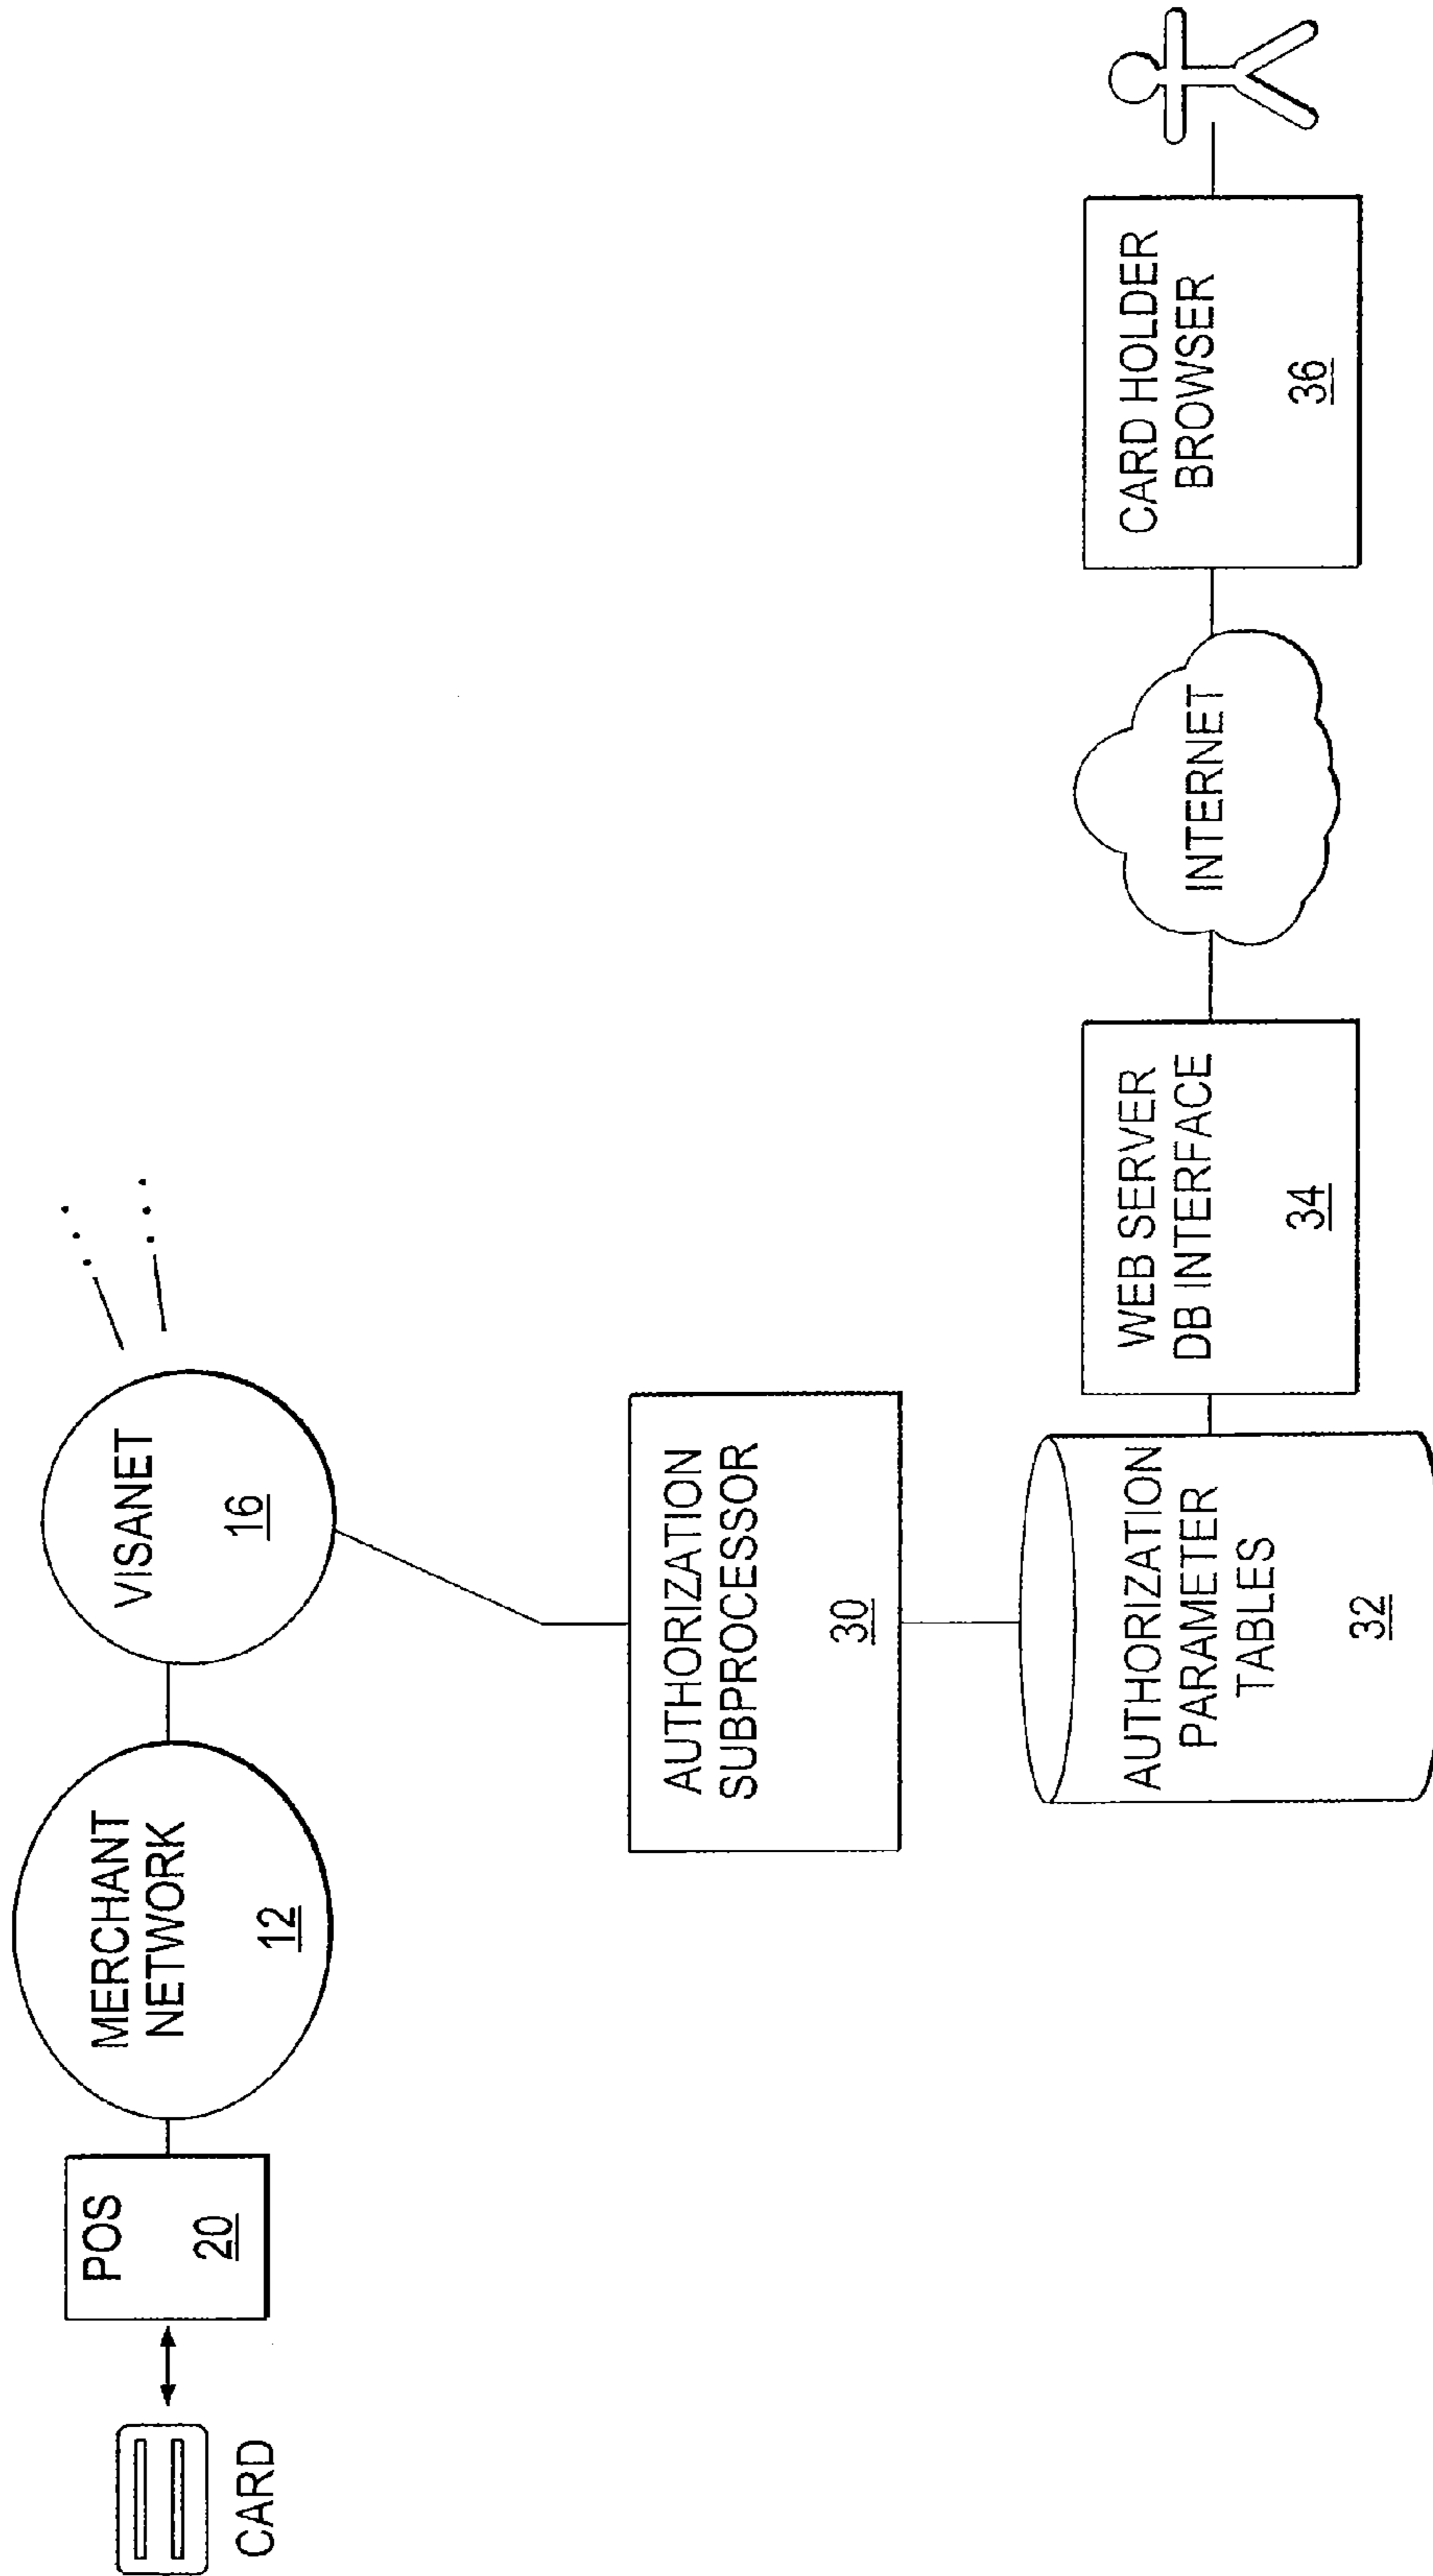 CARD
POS
20
MERCHANT
NETWORK
12
VISANET
16
AUTHORIZATION
SUBPROCESSOR
30
AUTHORIZATION
PARAMETER
TABLES
32
WEB SERVER
DB INTERFACE
34
INTERNET
CARD HOLDER
BROWSER
36